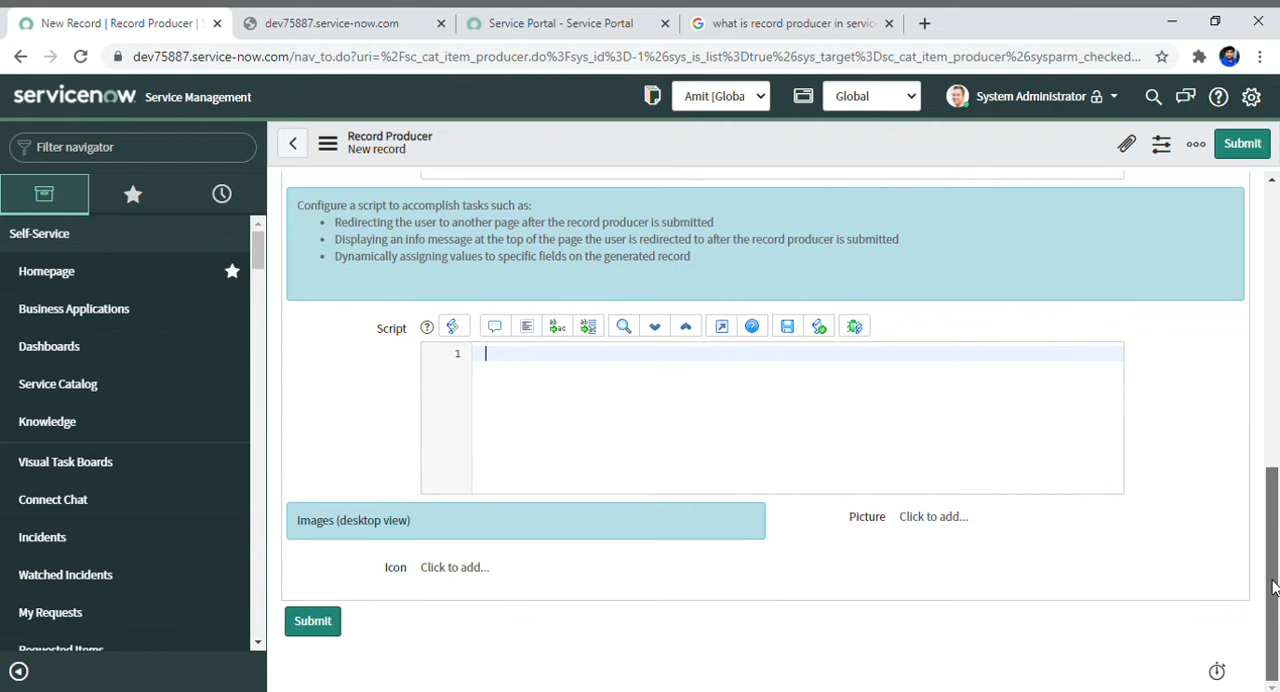 New Record | Record Producer |
dev75887.service-now.com
Service Portal - Service Portal
what is record producer in servic
dev75887.service-now.com/nav_to.do?uri=%2Fsc_cat_item_producer.do%3Fsys_id%3D-1%26sys_is_list%3Dtrue%26sys_target%3Dsc_cat_item_producer%26sysparm_checked...
servicenow Service Management
Amit [Globa
Global
System Administrator
Filter navigator
Record Producer
New record
Submit
Self-Service
Homepage
Business Applications
Dashboards
Service Catalog
Knowledge
Visual Task Boards
Connect Chat
Incidents
Watched Incidents
My Requests
Requested Items
Configure a script to accomplish tasks such as:
• Redirecting the user to another page after the record producer is submitted
• Displaying an info message at the top of the page the user is redirected to after the record producer is submitted
• Dynamically assigning values to specific fields on the generated record
Script
1
Images (desktop view)
Picture Click to add...
Icon Click to add...
Submit